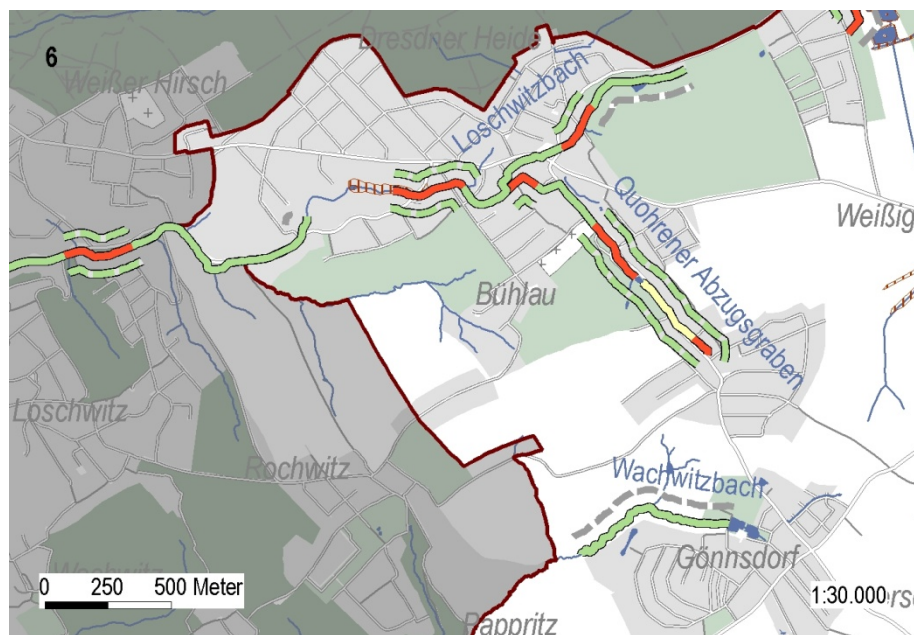 6
Dresdner Heide
Weißer Hirsch
Loschwitzbach
Quohrener Abzugsgraben
Weißig
Bühlau
Loschwitz
Rochwitz
Wachwitzbach
Gönnsdorf
Wachwitz
0 250 500 Meter
1:30.000
Pappritz